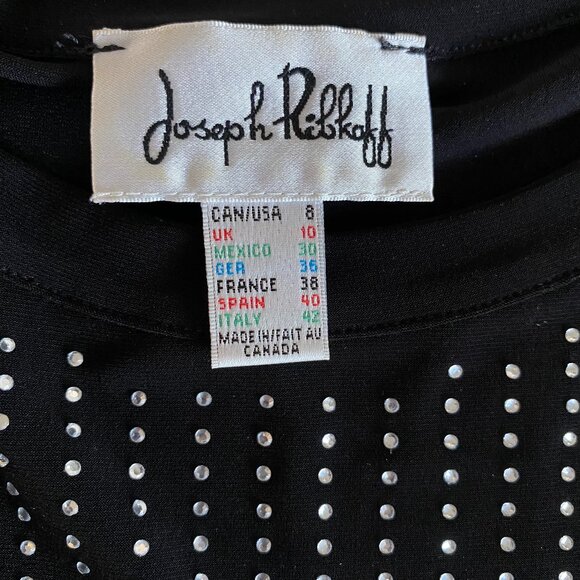 Joseph Ribkoff
CAN/USA 8
UK 10
MEXICO 30
GER 36
FRANCE 38
SPAIN 40
ITALY 42
MADE IN/FAIT AU
CANADA